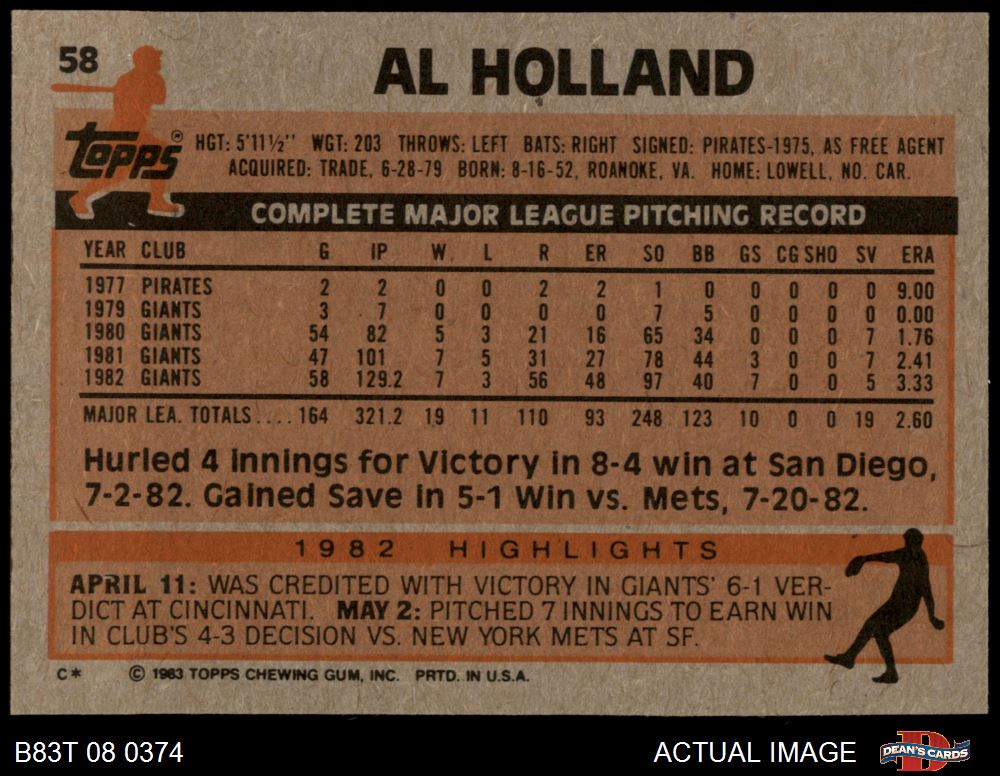 58
AL HOLLAND
Topps®
HGT: 5'11½'' WGT: 203 THROWS: LEFT BATS: RIGHT SIGNED: PIRATES-1975, AS FREE AGENT
ACQUIRED: TRADE, 6-28-79 BORN: 8-16-52, ROANOKE, VA. HOME: LOWELL, NO. CAR.
COMPLETE MAJOR LEAGUE PITCHING RECORD
YEAR CLUB G IP W L R ER SO BB GS CG SHO SV ERA
1977 PIRATES 2 2 0 0 2 2 1 0 0 0 0 0 9.00
1979 GIANTS 3 7 0 0 0 0 7 5 0 0 0 0 0.00
1980 GIANTS 54 82 5 3 21 16 65 34 0 0 0 7 1.76
1981 GIANTS 47 101 7 5 31 27 78 44 3 0 0 7 2.41
1982 GIANTS 58 129.2 7 3 56 48 97 40 7 0 0 5 3.33
MAJOR LEA. TOTALS.... 164 321.2 19 11 110 93 248 123 10 0 0 19 2.60
Hurled 4 innings for Victory in 8-4 win at San Diego,
7-2-82. Gained Save in 5-1 Win vs. Mets, 7-20-82.
1982 HIGHLIGHTS
APRIL 11: WAS CREDITED WITH VICTORY IN GIANTS' 6-1 VER-
DICT AT CINCINNATI. MAY 2: PITCHED 7 INNINGS TO EARN WIN
IN CLUB'S 4-3 DECISION VS. NEW YORK METS AT SF.
C* © 1983 TOPPS CHEWING GUM, INC. PRTD. IN U.S.A.
B83T 08 0374 ACTUAL IMAGE D DEAN'S CARDS